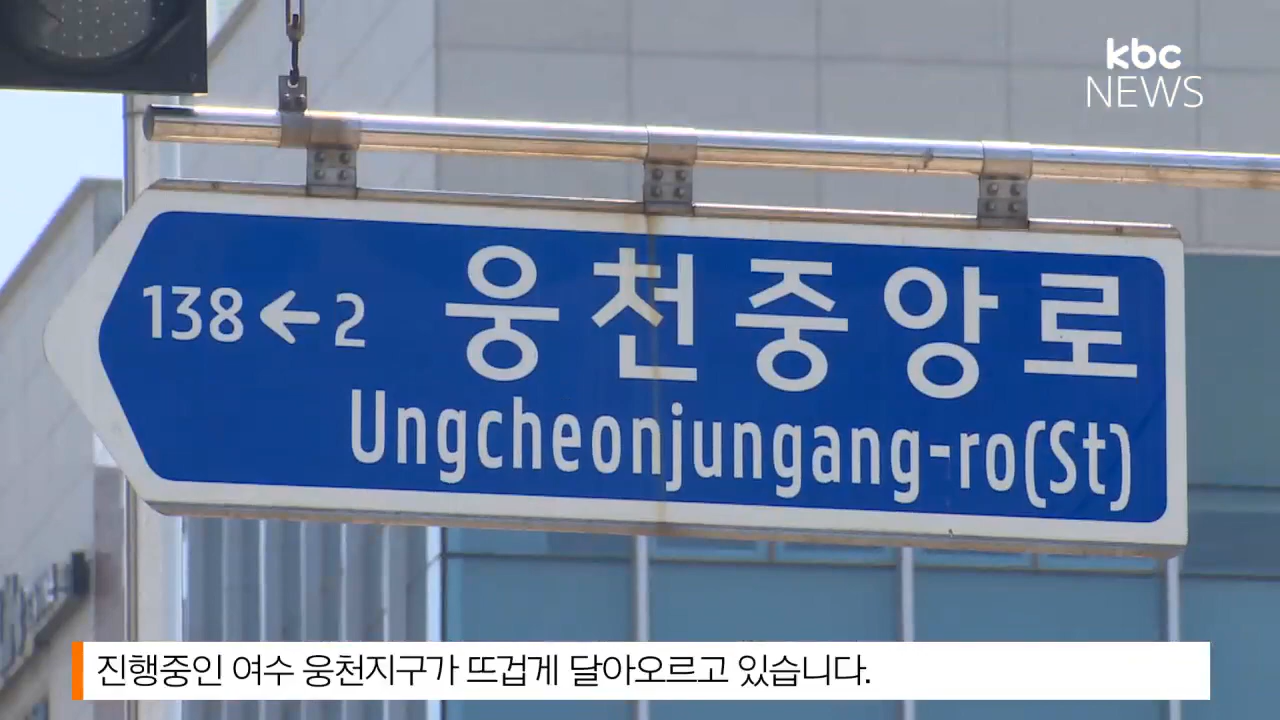 kbc
NEWS
138←2 웅천중앙로
Ungcheonjungang-ro(St)
진행중인 여수 웅천지구가 뜨겁게 달아오르고 있습니다.